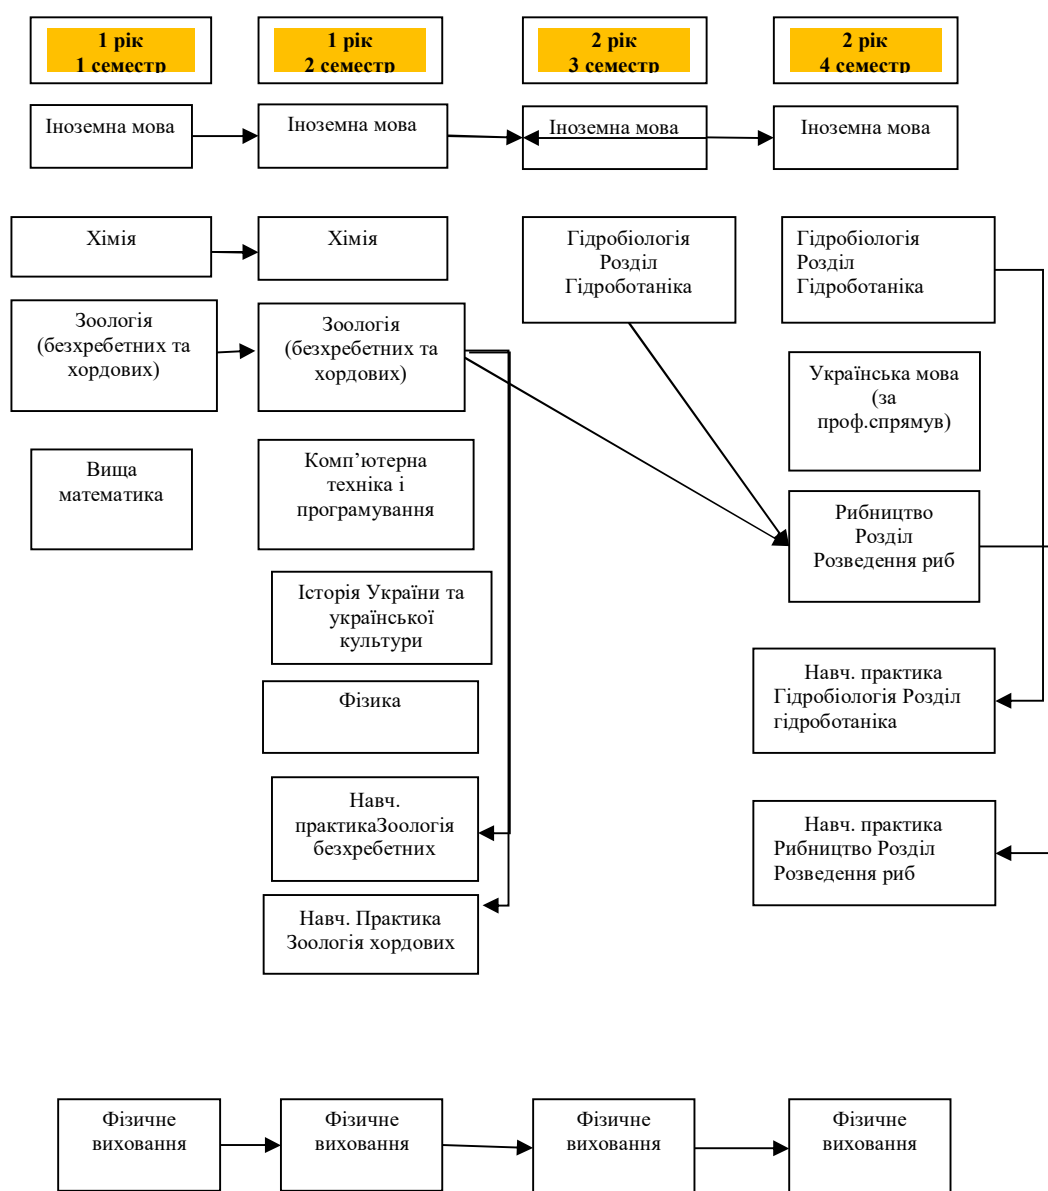 1 рік
1 семестр
1 рік
2 семестр
2 рік
3 семестр
2 рік
4 семестр
Іноземна мова
Іноземна мова
Іноземна мова
Іноземна мова
Хімія
Хімія
Гідробіологія
Розділ
Гідроботаніка
Гідробіологія
Розділ
Гідроботаніка
Зоологія
(безхребетних та
хордових)
Зоологія
(безхребетних та
хордових)
Українська мова
(за
проф.спрямув)
Вища
математика
Комп’ютерна
техніка і
програмування
Рибництво
Розділ
Розведення риб
Історія України та
української
культури
Навч. практика
Гідробіологія Розділ
гідроботаніка
Фізика
Навч.
практикаЗоологія
безхребетних
Навч. практика
Рибництво Розділ
Розведення риб
Навч. Практика
Зоологія хордових
Фізичне
виховання
Фізичне
виховання
Фізичне
виховання
Фізичне
виховання